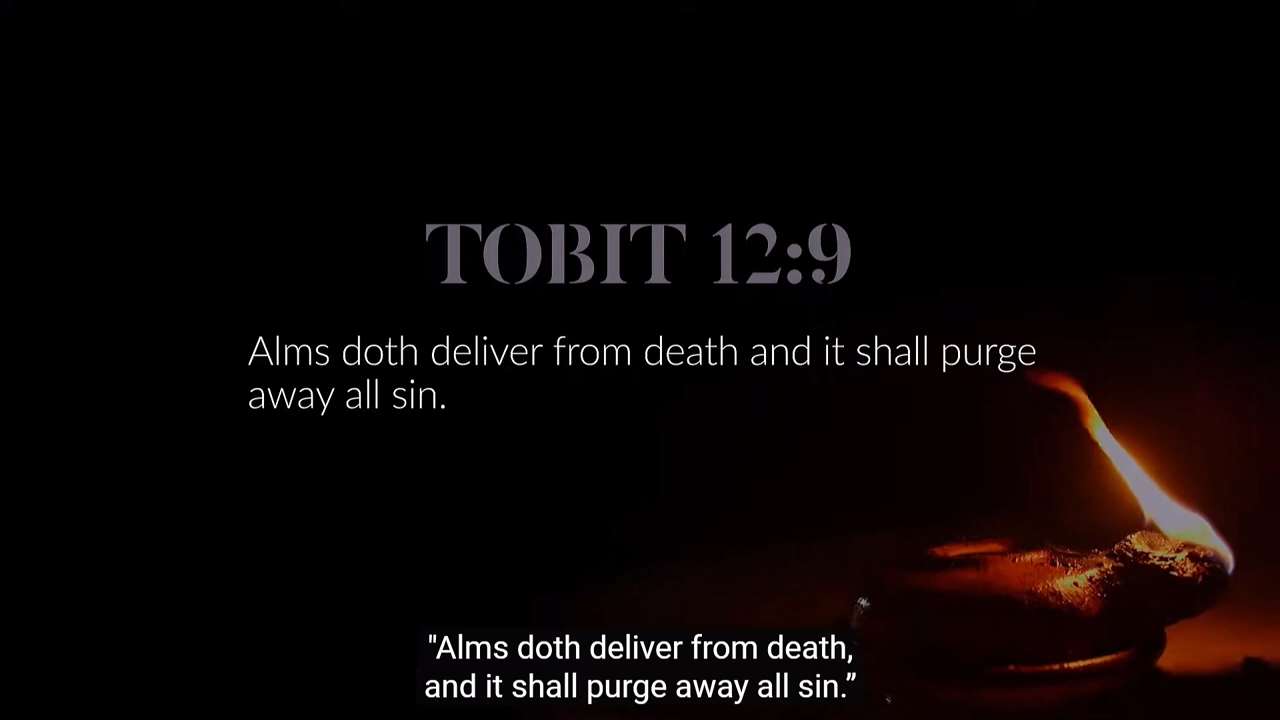 TOBIT 12:9
Alms doth deliver from death and it shall purge
away all sin.
"Alms doth deliver from death,
and it shall purge away all sin.”